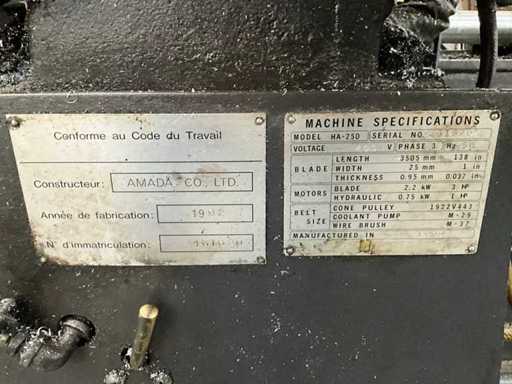 Conforme au Code du Travail
Constructeur: AMADA CO., LTD.
Année de fabrication:
N° d'immatriculation:
MACHINE SPECIFICATIONS
MODEL HA-250 SERIAL NO.
VOLTAGE V PHASE 3 Hz
BLADE
LENGTH 3505 mm 138 in
WIDTH 25 mm 1 in
THICKNESS 0.95 mm 0.037 in
MOTORS
BLADE 2.2 kW 3 HP
HYDRAULIC 0.75 kW 1 HP
BELT SIZE
CONE PULLEY 1922V443
COOLANT PUMP M-29
WIRE BRUSH M-37
MANUFACTURED IN